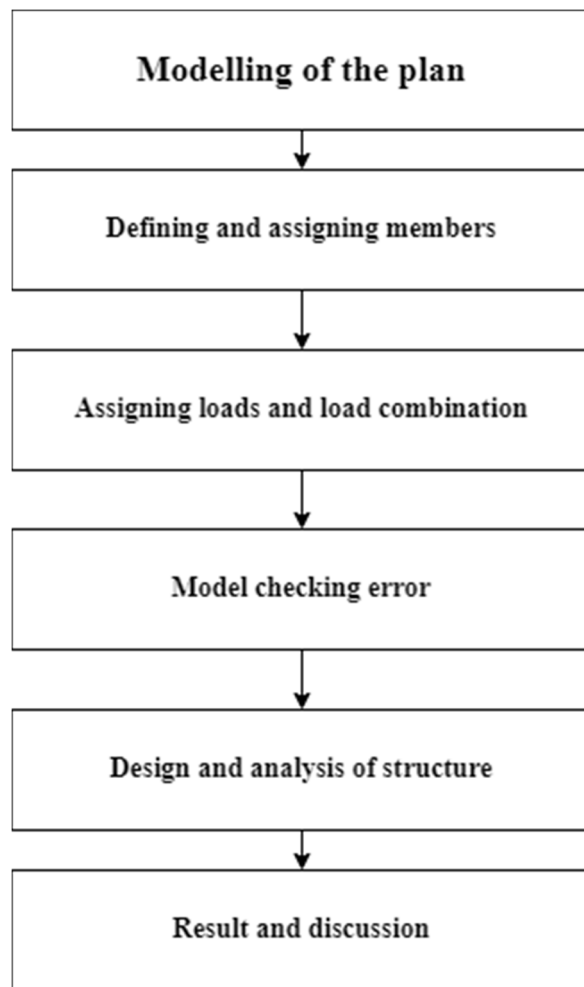 Modelling of the plan
Defining and assigning members
Assigning loads and load combination
Model checking error
Design and analysis of structure
Result and discussion